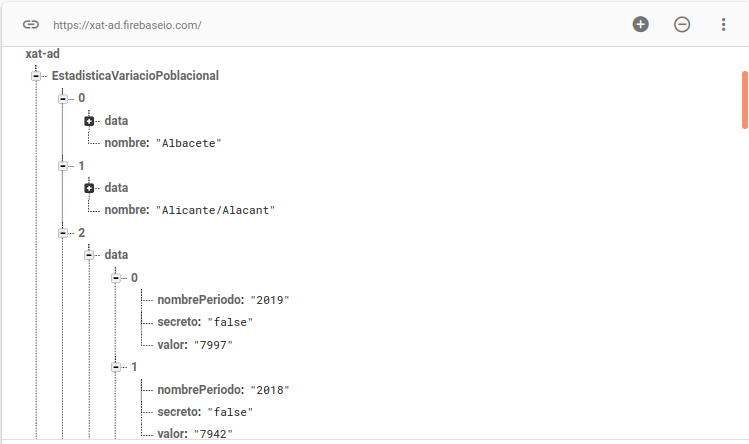 https://xat-ad.firebaseio.com/
xat-ad
EstadisticaVariacioPoblacional
0
data
nombre: "Albacete"
1
data
nombre: "Alicante/Alacant"
2
data
0
nombrePeriodo: "2019"
secreto: "false"
valor: "7997"
1
nombrePeriodo: "2018"
secreto: "false"
valor: "7942"